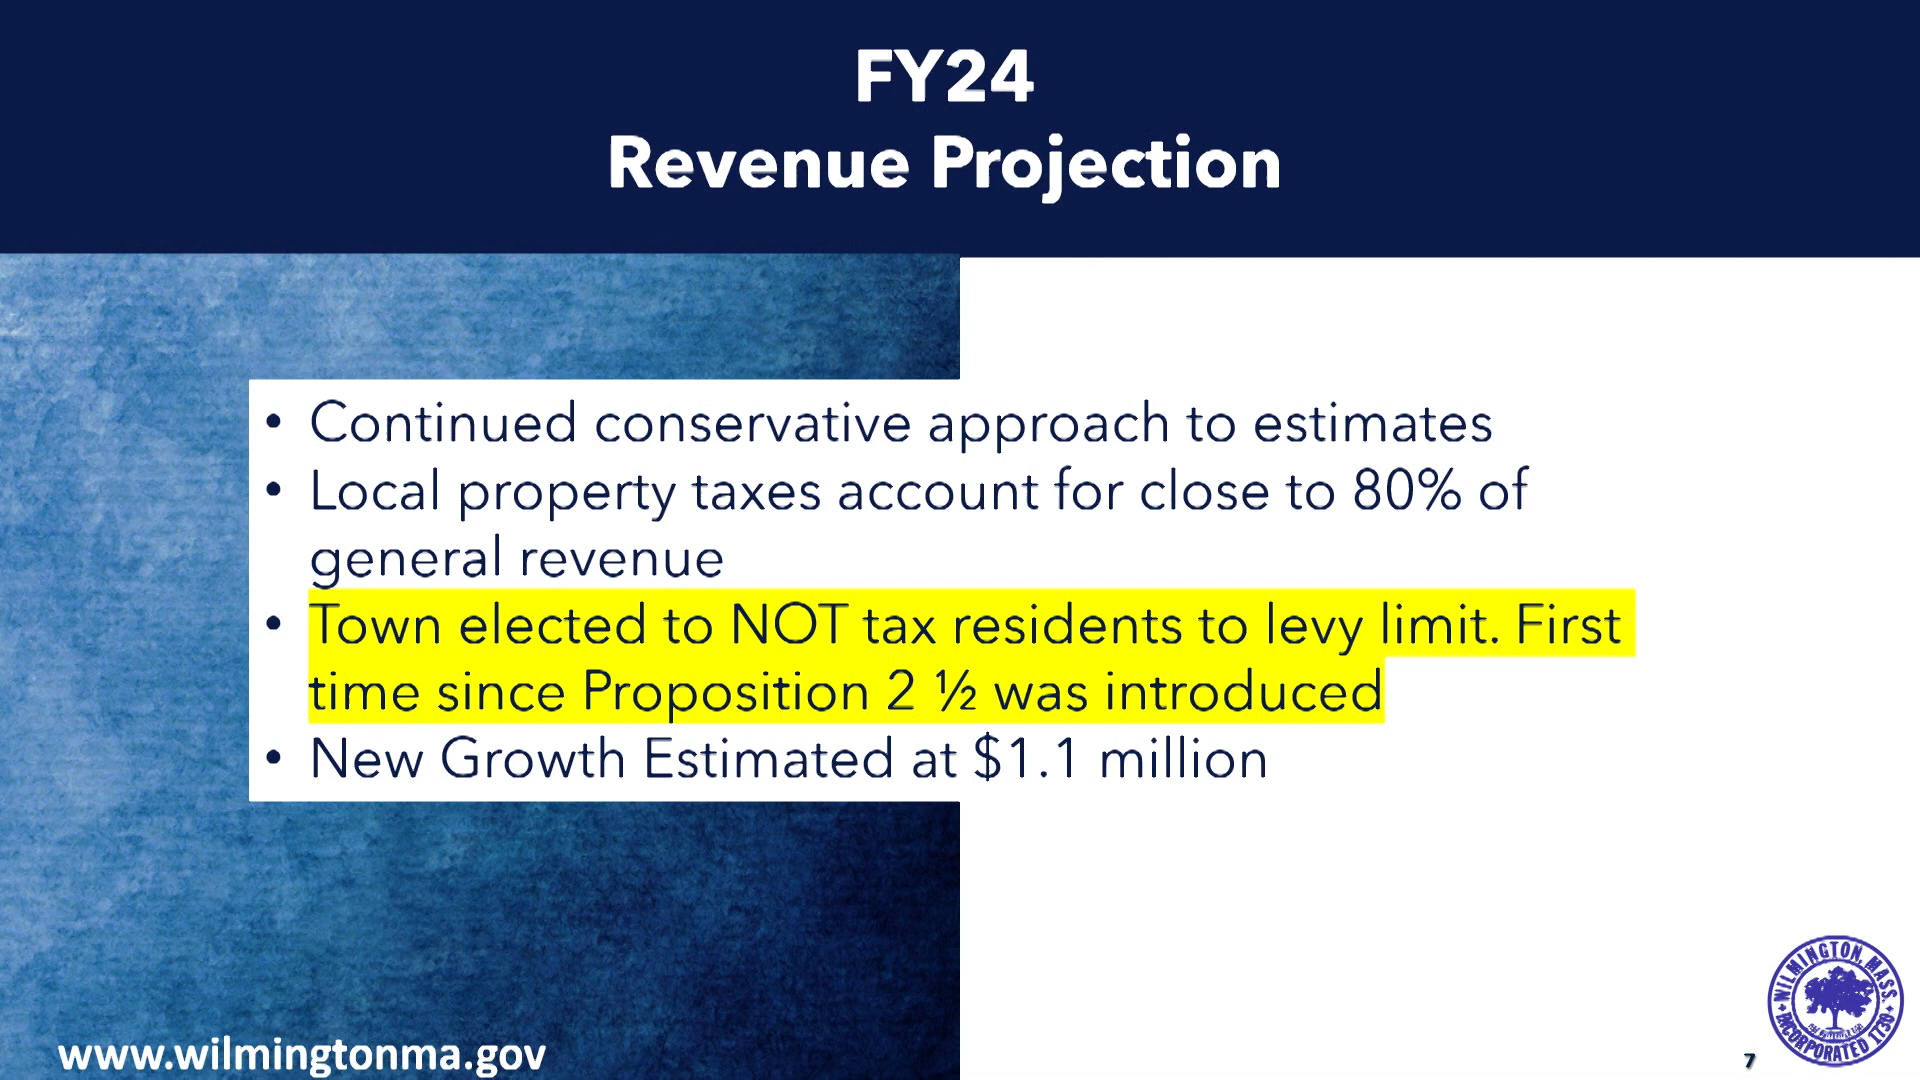 FY24
Revenue Projection
• Continued conservative approach to estimates
• Local property taxes account for close to 80% of
general revenue
• Town elected to NOT tax residents to levy limit. First
time since Proposition 2 ½ was introduced
• New Growth Estimated at $1.1 million
www.wilmingtonma.gov
7
WILMINGTON, MASS.
INCORPORATED 1730